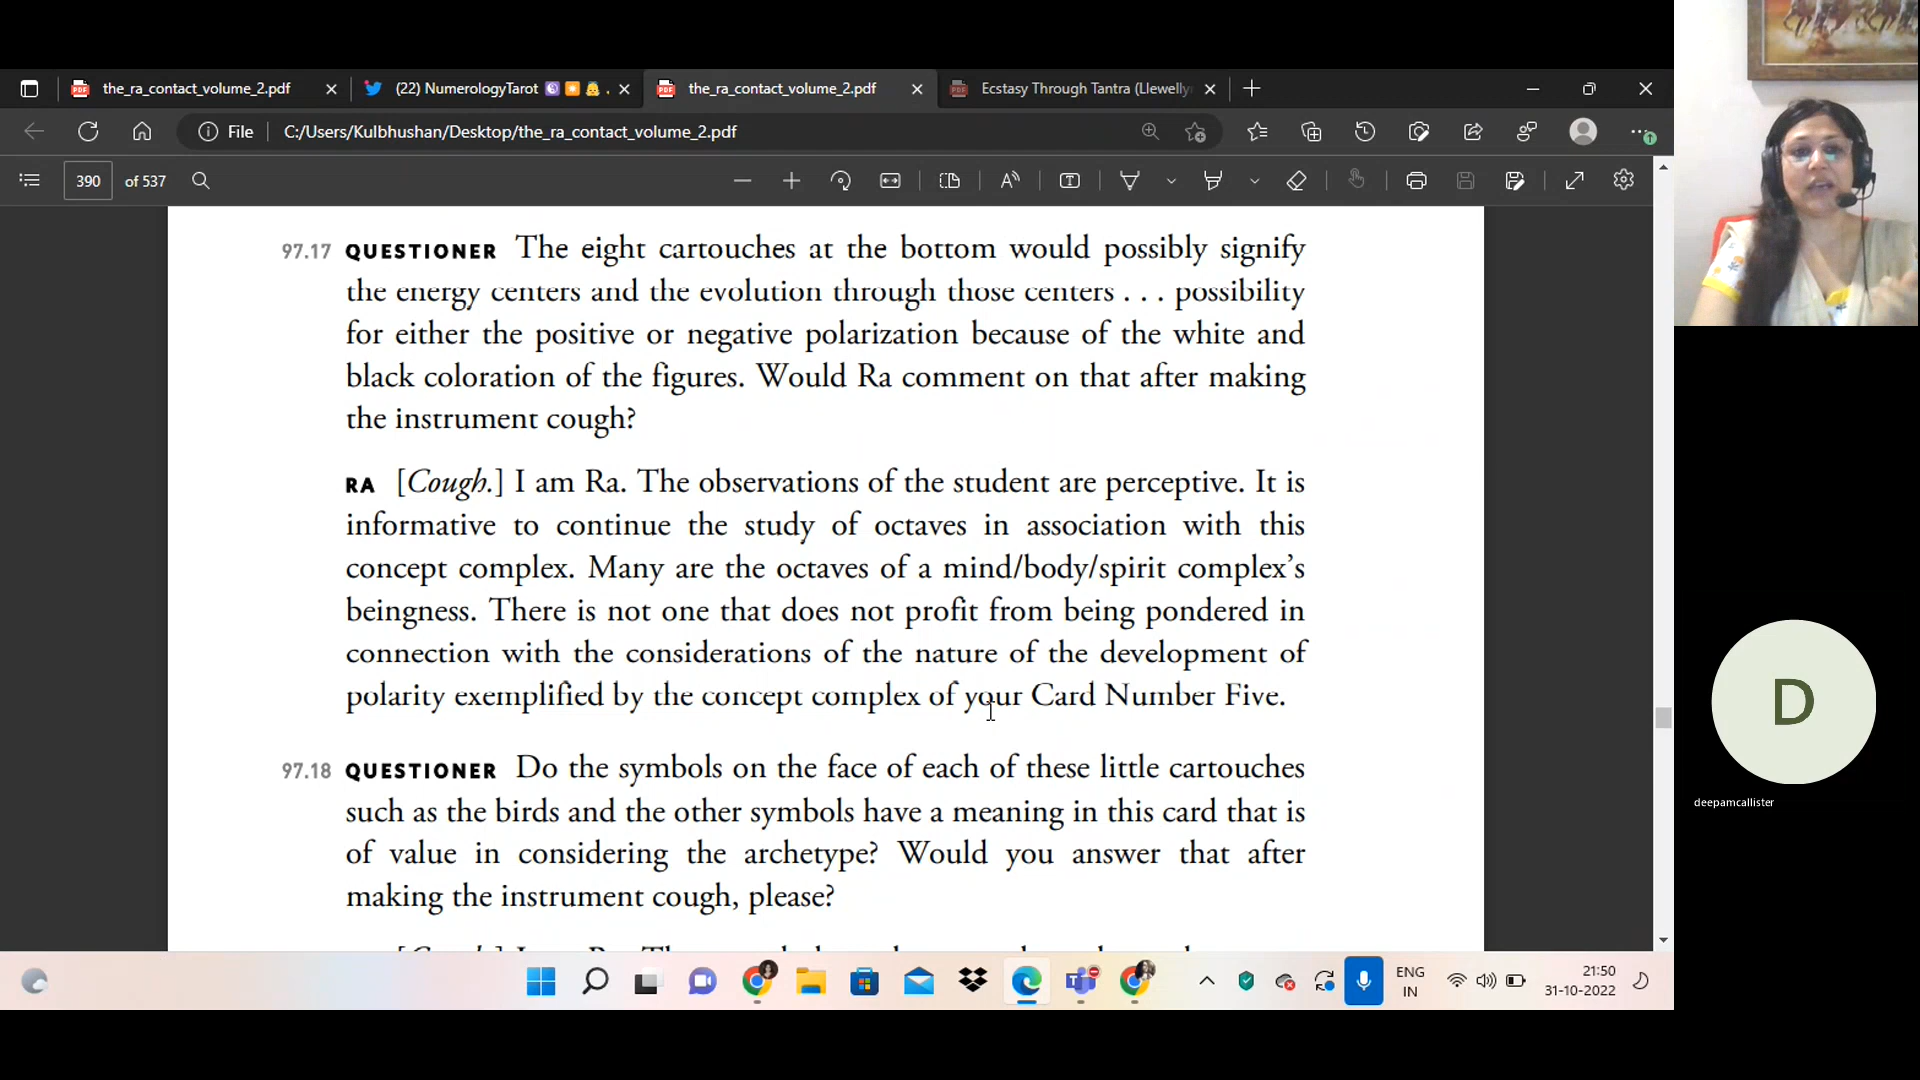 the_ra_contact_volume_2.pdf
(22) NumerologyTarot
the_ra_contact_volume_2.pdf
Ecstasy Through Tantra (Llewelly
File
C:/Users/Kulbhushan/Desktop/the_ra_contact_volume_2.pdf
390 of 537
97.17 QUESTIONER The eight cartouches at the bottom would possibly signify
the energy centers and the evolution through those centers . . . possibility
for either the positive or negative polarization because of the white and
black coloration of the figures. Would Ra comment on that after making
the instrument cough?
RA [Cough.] I am Ra. The observations of the student are perceptive. It is
informative to continue the study of octaves in association with this
concept complex. Many are the octaves of a mind/body/spirit complex’s
beingness. There is not one that does not profit from being pondered in
connection with the considerations of the nature of the development of
polarity exemplified by the concept complex of your Card Number Five.
97.18 QUESTIONER Do the symbols on the face of each of these little cartouches
such as the birds and the other symbols have a meaning in this card that is
of value in considering the archetype? Would you answer that after
making the instrument cough, please?
D
deepamcallister
ENG
IN
21:50
31-10-2022